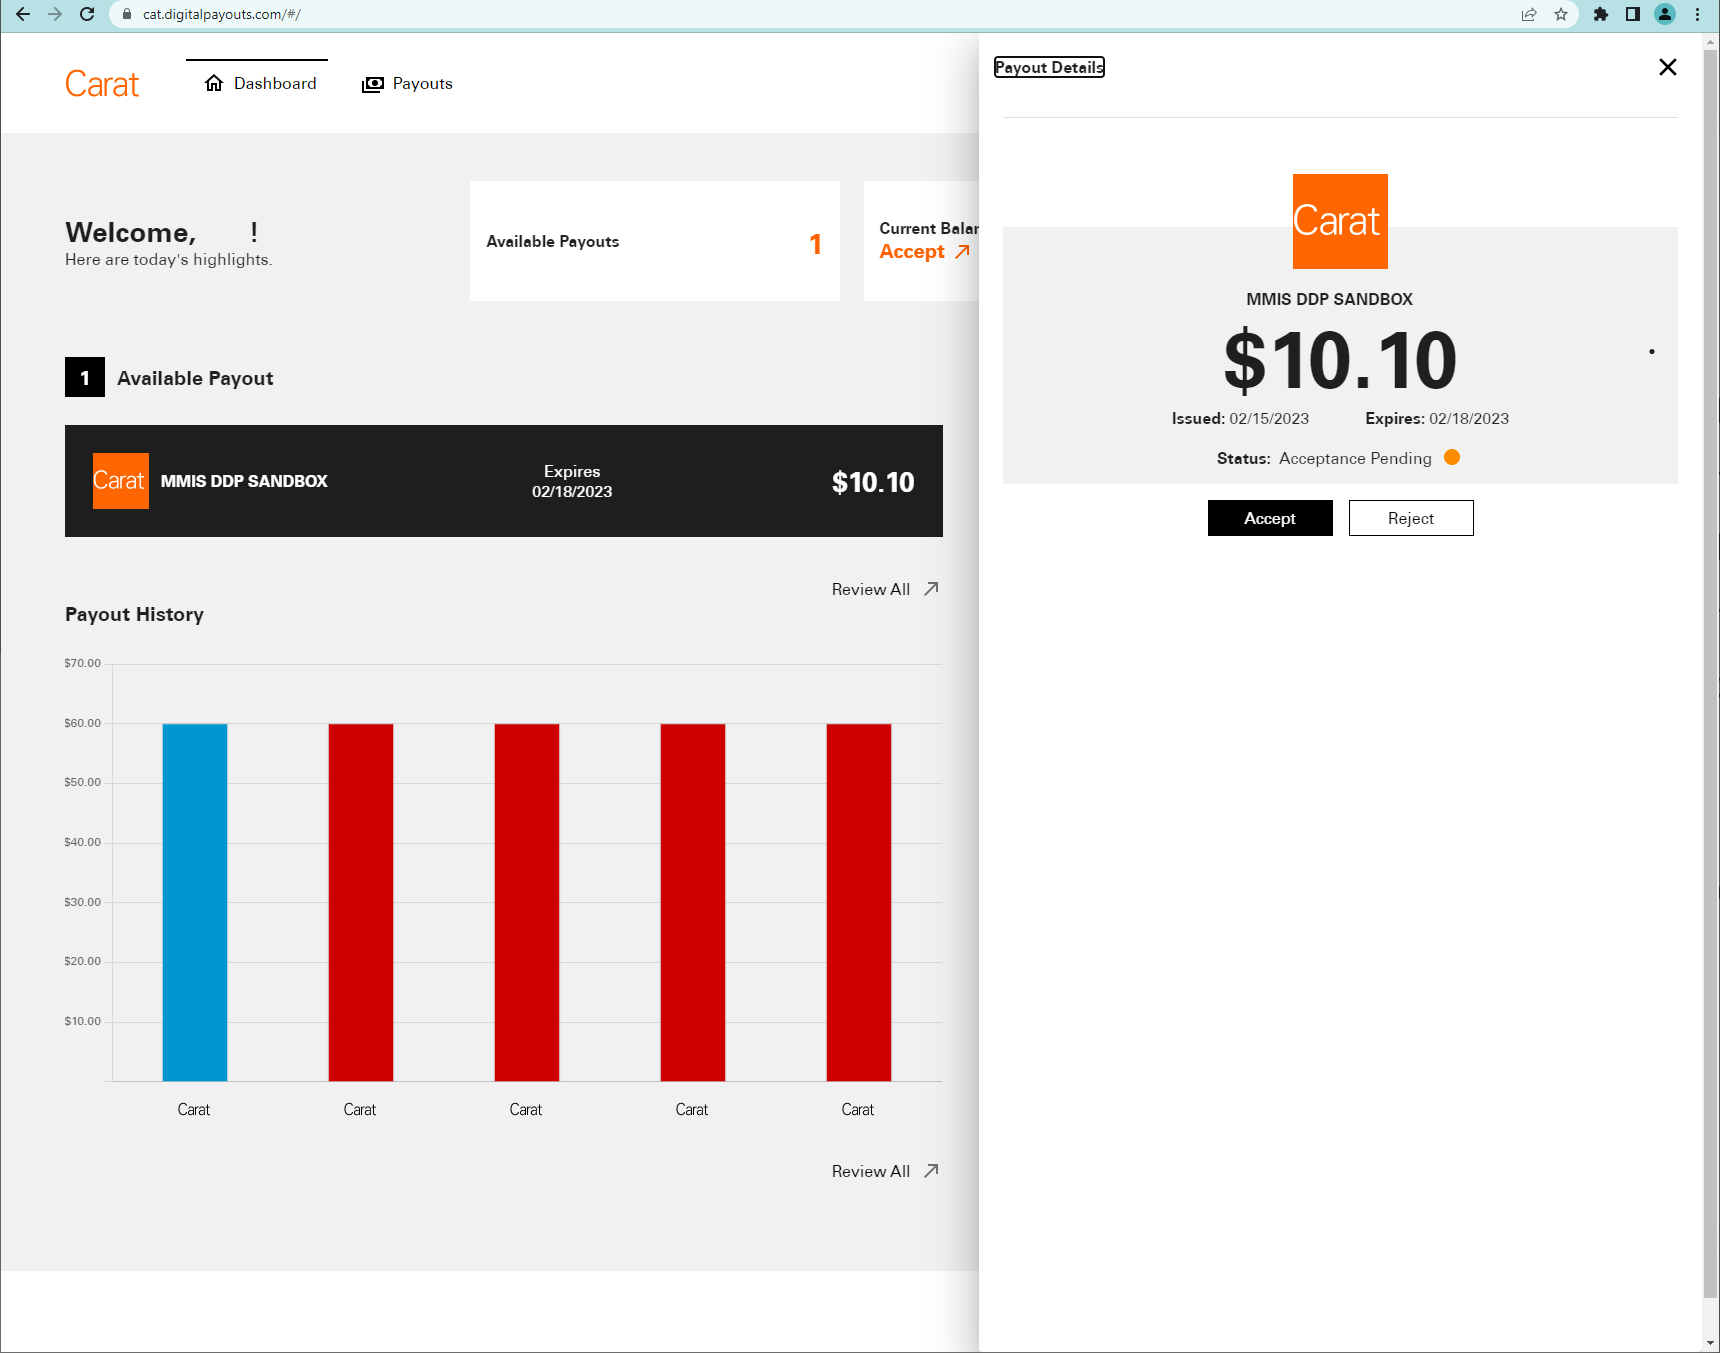 cat.digitalpayouts.com/#/
Carat
Dashboard
Payouts
Welcome, !
Here are today's highlights.
Available Payouts
1
Current Balan
Accept
1
Available Payout
Carat
MMIS DDP SANDBOX
Expires
02/18/2023
$10.10
Review All
Payout History
$70.00
$60.00
$50.00
$40.00
$30.00
$20.00
$10.00
Carat
Carat
Carat
Carat
Carat
Review All
Payout Details
Carat
MMIS DDP SANDBOX
$10.10
Issued: 02/15/2023
Expires: 02/18/2023
Status: Acceptance Pending
Accept
Reject